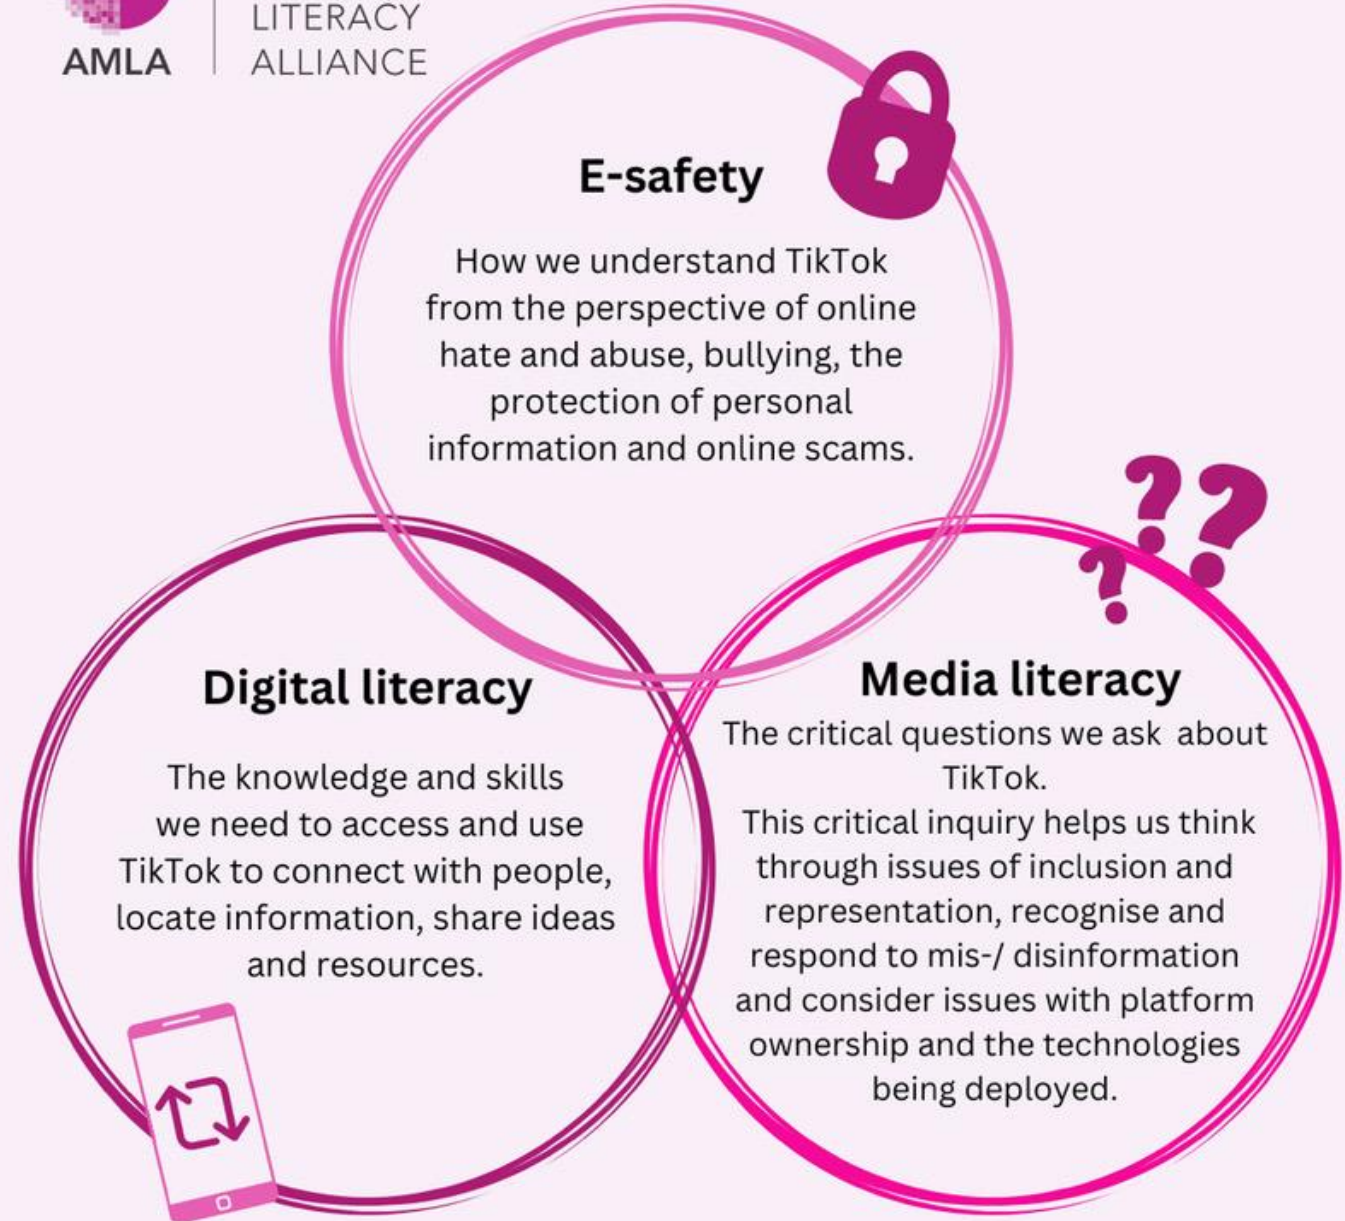 LITERACY
AMLA
ALLIANCE
E-safety
How we understand TikTok
from the perspective of online
hate and abuse, bullying, the
protection of personal
information and online scams.
Digital literacy
The knowledge and skills
we need to access and use
TikTok to connect with people,
locate information, share ideas
and resources.
??
?
Media literacy
The critical questions we ask about
TikTok.
This critical inquiry helps us think
through issues of inclusion and
representation, recognise and
respond to mis-/ disinformation
and consider issues with platform
ownership and the technologies
being deployed.